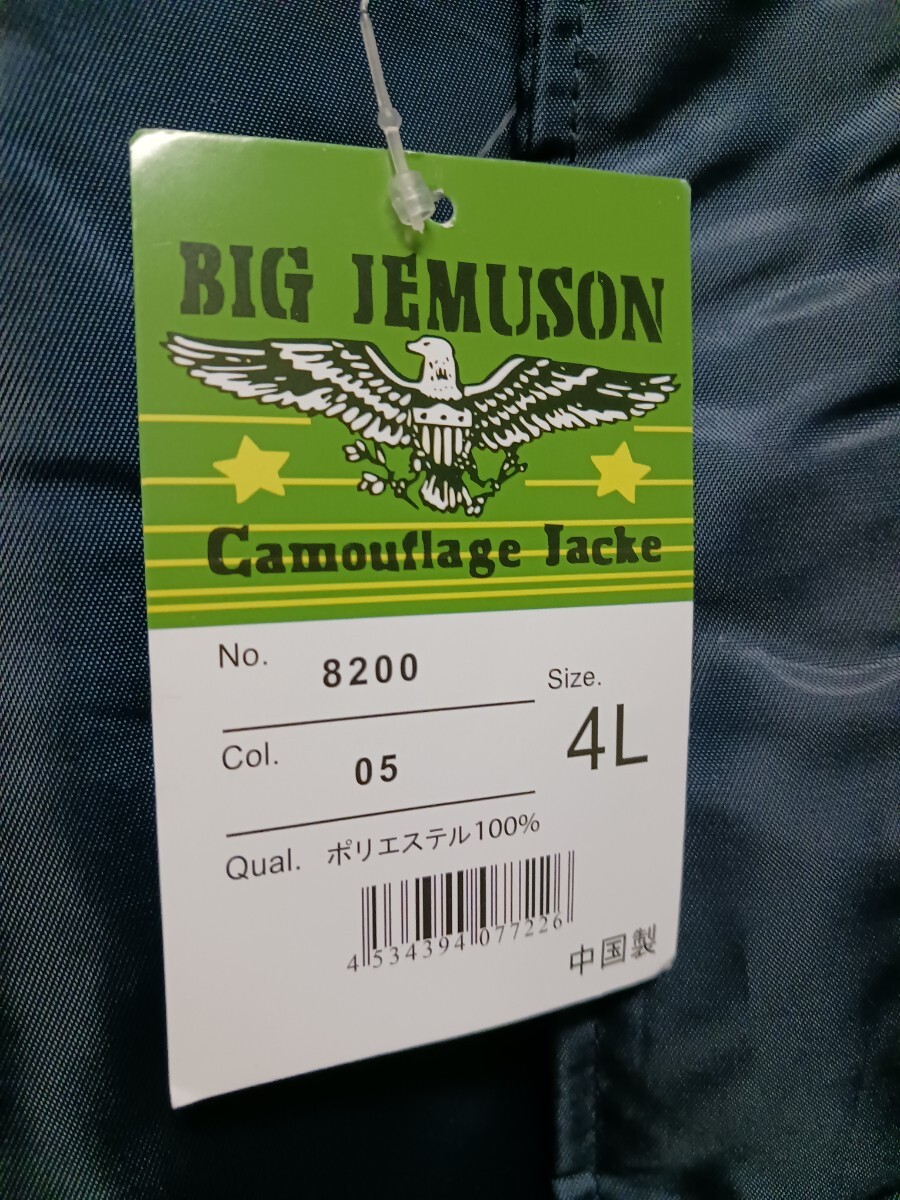 BIG JEMUSON
Camouflage Jacke
No. 8200
Size.
4L
Col. 05
Qual. ポリエステル100%
4534394077226
中国製